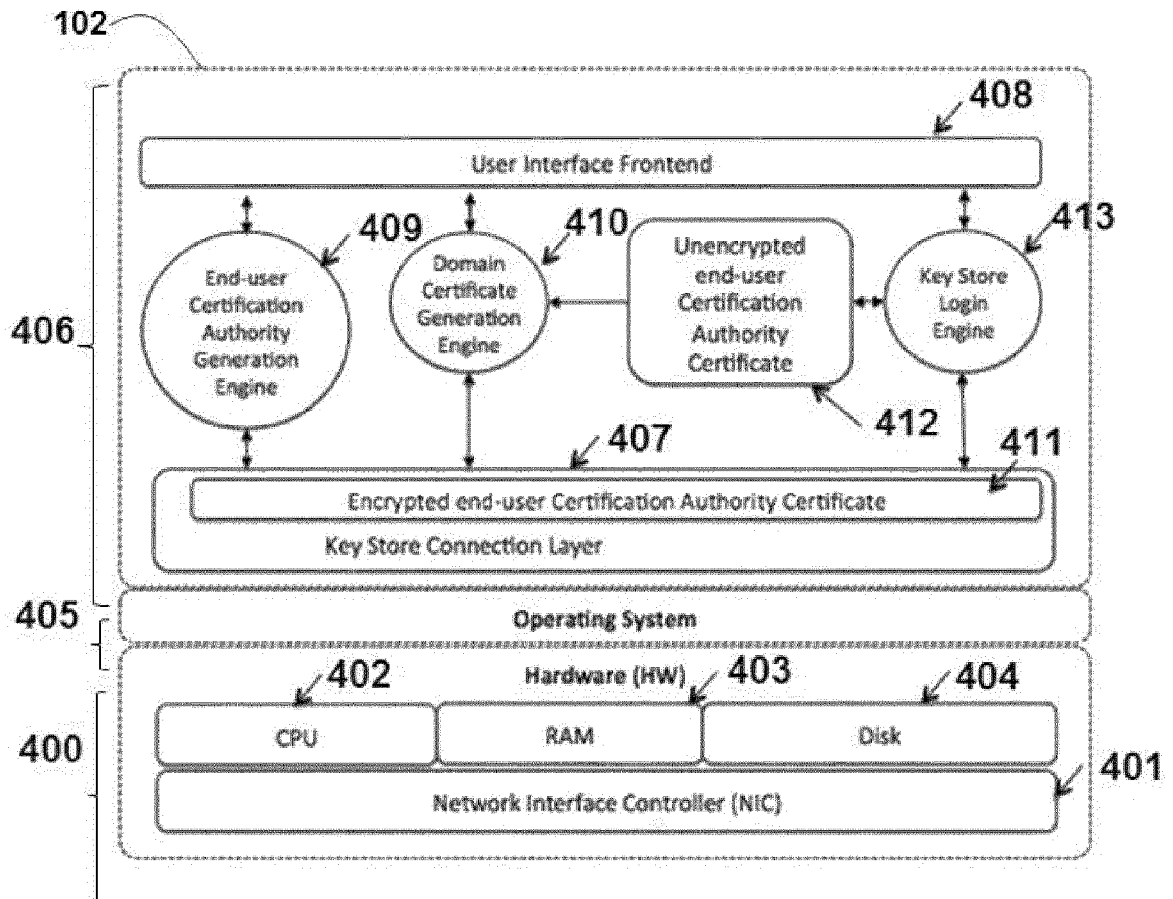 102
408
User Interface Frontend
409
410
413
End-user
Certification
Authority
Generation
Engine
Domain
Certificate
Generation
Engine
Unencrypted
end-user
Certification
Authority
Certificate
Key Store
Login
Engine
406
412
407
411
Encrypted end-user Certification Authority Certificate
Key Store Connection Layer
405
Operating System
Hardware (HW)
402
403
404
CPU
RAM
Disk
400
401
Network Interface Controller (NIC)